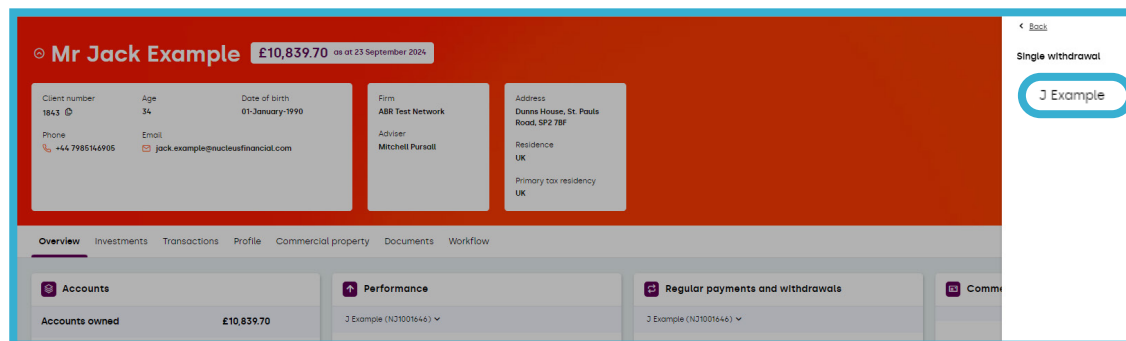 Mr Jack Example £10,839.70 as at 23 September 2024
Client number
1843
Age
34
Date of birth
01-January-1990
Phone
+44 7985146905
Email
jack.example@nucleusfinancial.com
Firm
ABR Test Network
Adviser
Mitchell Pursall
Address
Dunns House, St. Pauls
Road, SP2 7BF
Residence
UK
Primary tax residency
UK
Overview Investments Transactions Profile Commercial property Documents Workflow
Accounts
Accounts owned £10,839.70
Performance
J Example (NJ1001646)
Regular payments and withdrawals
J Example (NJ1001646)
Back
Single withdrawal
J Example